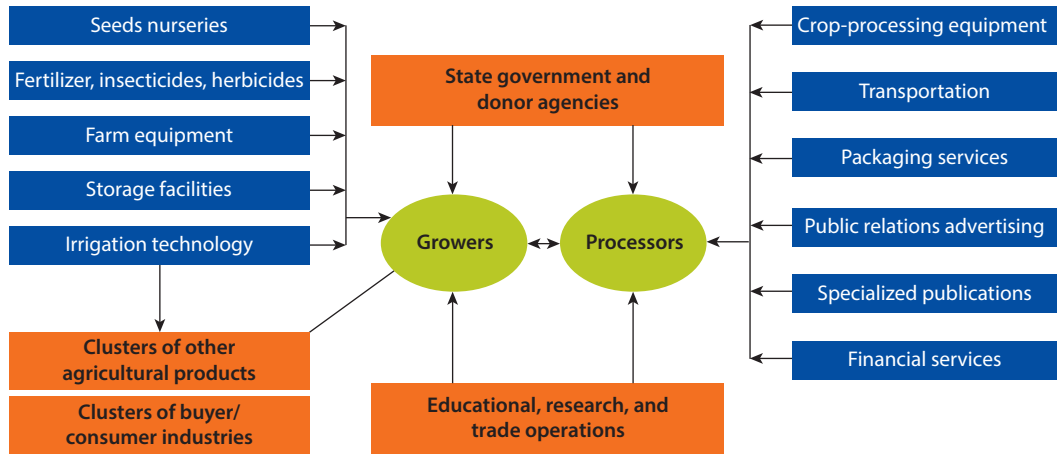 Seeds nurseries
Fertilizer, insecticides, herbicides
Farm equipment
Storage facilities
Irrigation technology
Clusters of other
agricultural products
Clusters of buyer/
consumer industries
State government and
donor agencies
Growers
Processors
Educational, research, and
trade operations
Crop-processing equipment
Transportation
Packaging services
Public relations advertising
Specialized publications
Financial services